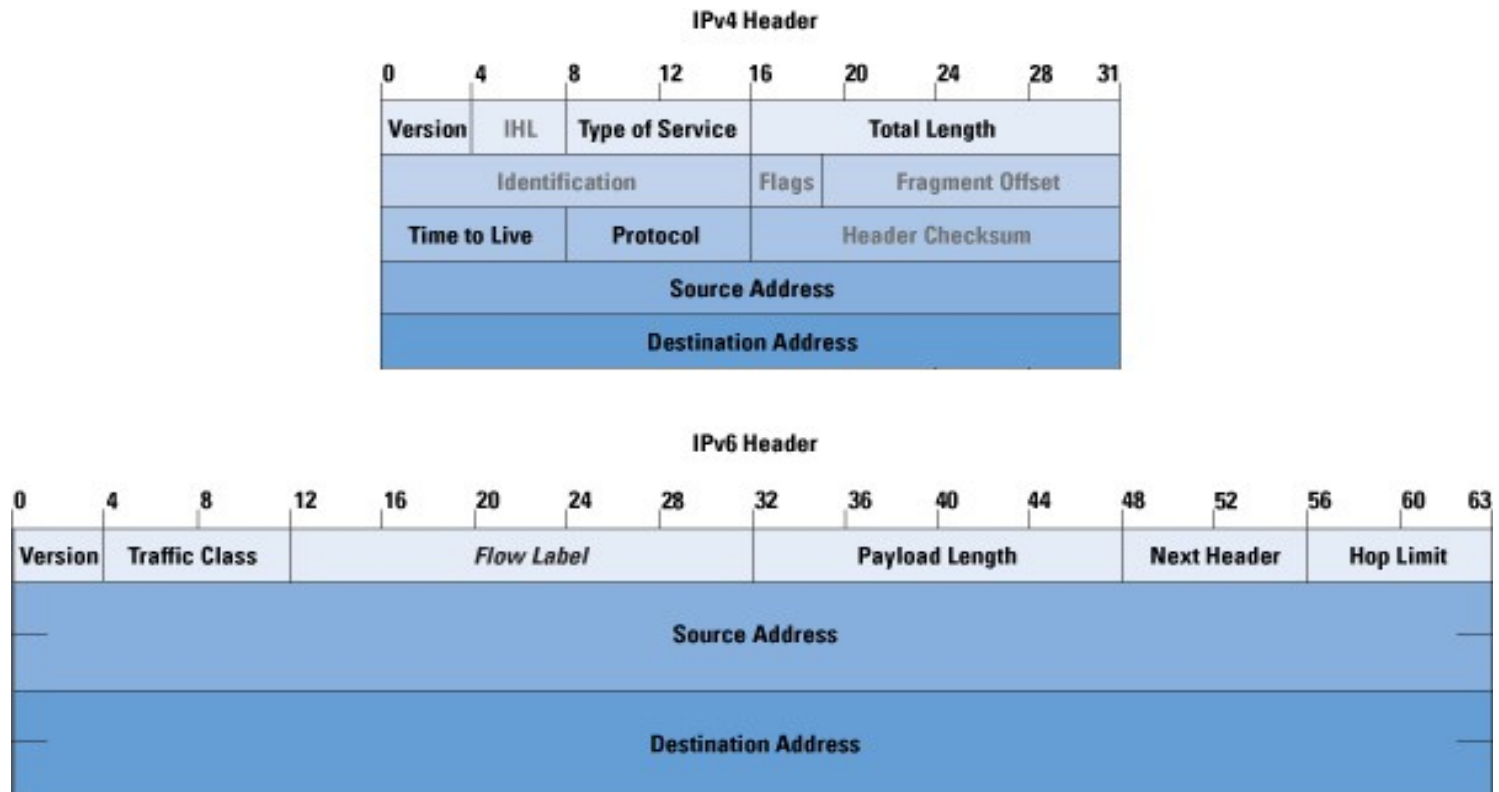 IPv4 Header
0 4 8 12 16 20 24 28 31
Version IHL Type of Service Total Length
Identification Flags Fragment Offset
Time to Live Protocol Header Checksum
Source Address
Destination Address
IPv6 Header
0 4 8 12 16 20 24 28 32 36 40 44 48 52 56 60 63
Version Traffic Class Flow Label Payload Length Next Header Hop Limit
Source Address
Destination Address